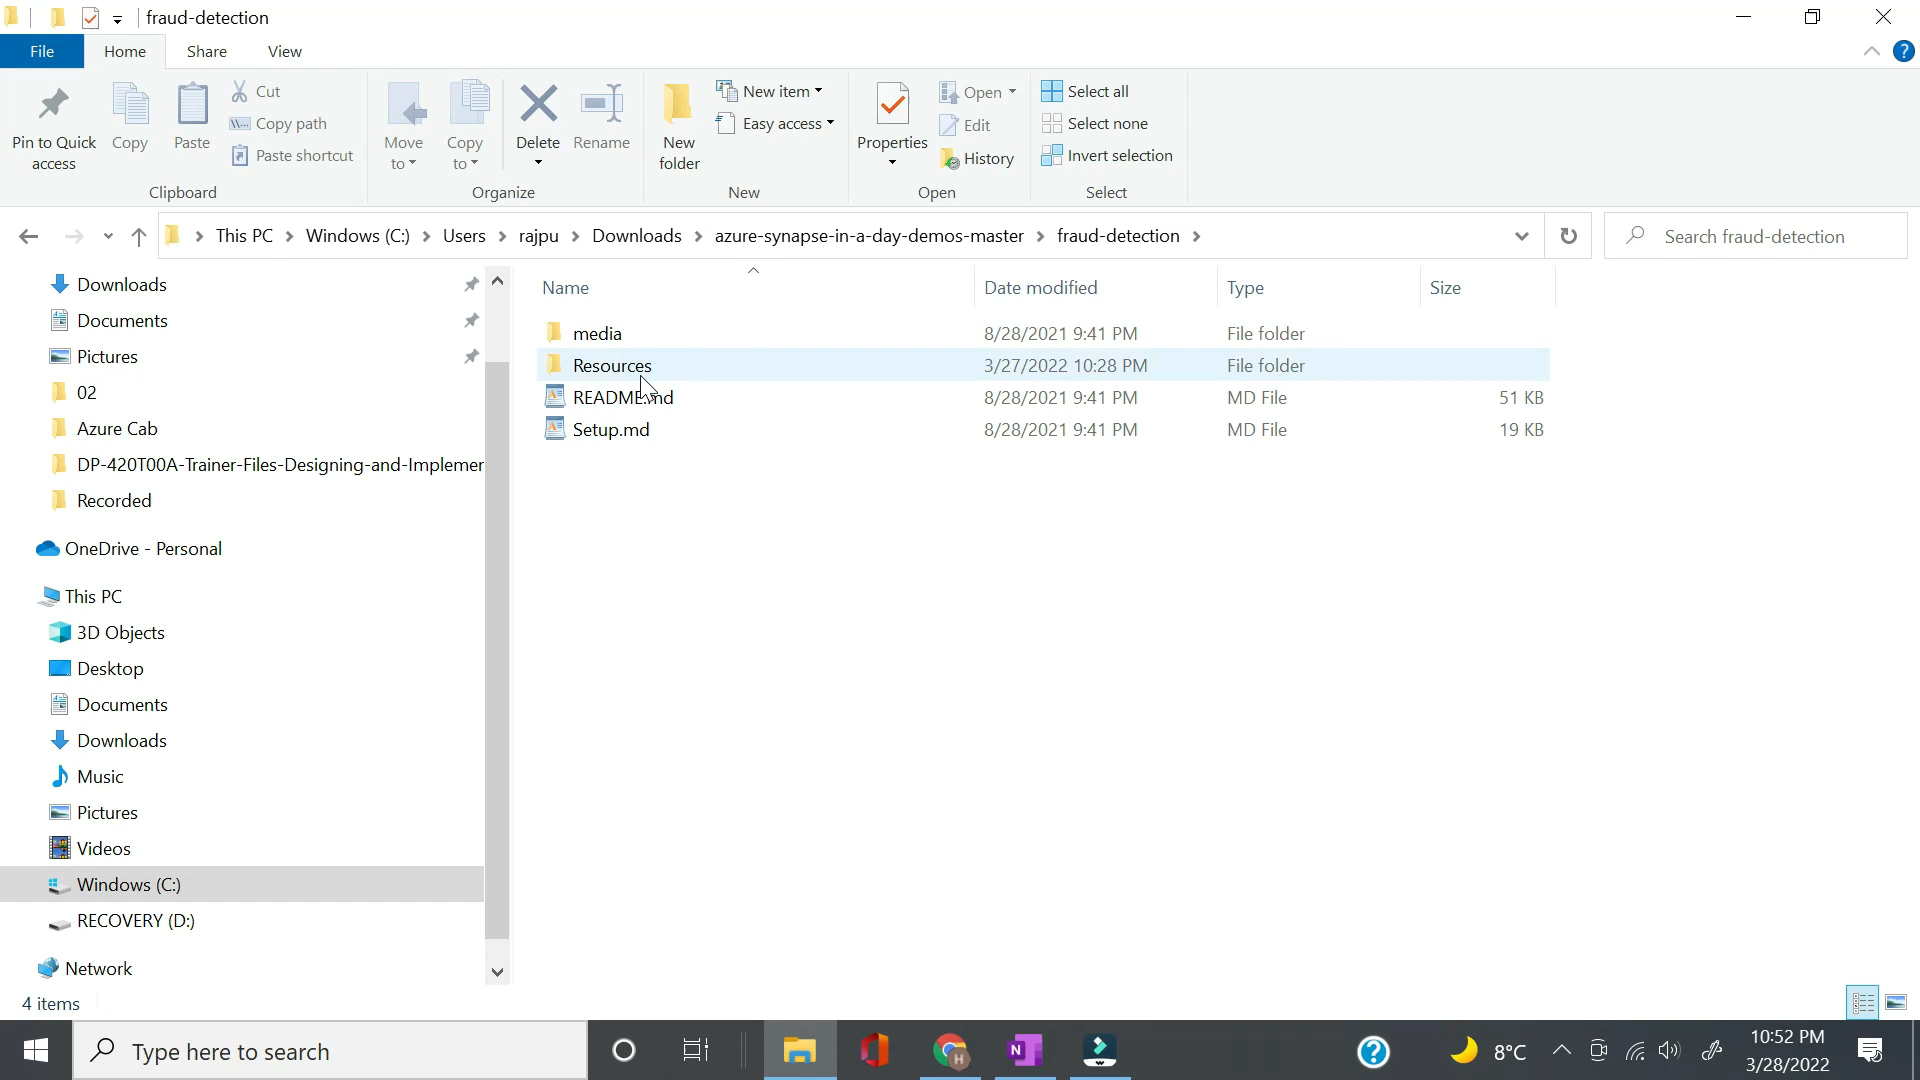 fraud-detection
File Home Share View
Pin to Quick access
Copy
Paste
Cut
Copy path
Paste shortcut
Clipboard
Move to
Copy to
Delete
Rename
Organize
New folder
New item
Easy access
New
Properties
Open
Edit
History
Open
Select all
Select none
Invert selection
Select
This PC > Windows (C:) > Users > rajpu > Downloads > azure-synapse-in-a-day-demos-master > fraud-detection >
Search fraud-detection
Downloads
Documents
Pictures
02
Azure Cab
DP-420T00A-Trainer-Files-Designing-and-Implemer
Recorded
OneDrive - Personal
This PC
3D Objects
Desktop
Documents
Downloads
Music
Pictures
Videos
Windows (C:)
RECOVERY (D:)
Network
Name Date modified Type Size
media 8/28/2021 9:41 PM File folder
Resources 3/27/2022 10:28 PM File folder
README.md 8/28/2021 9:41 PM MD File 51 KB
Setup.md 8/28/2021 9:41 PM MD File 19 KB
4 items
Type here to search
8°C
10:52 PM
3/28/2022